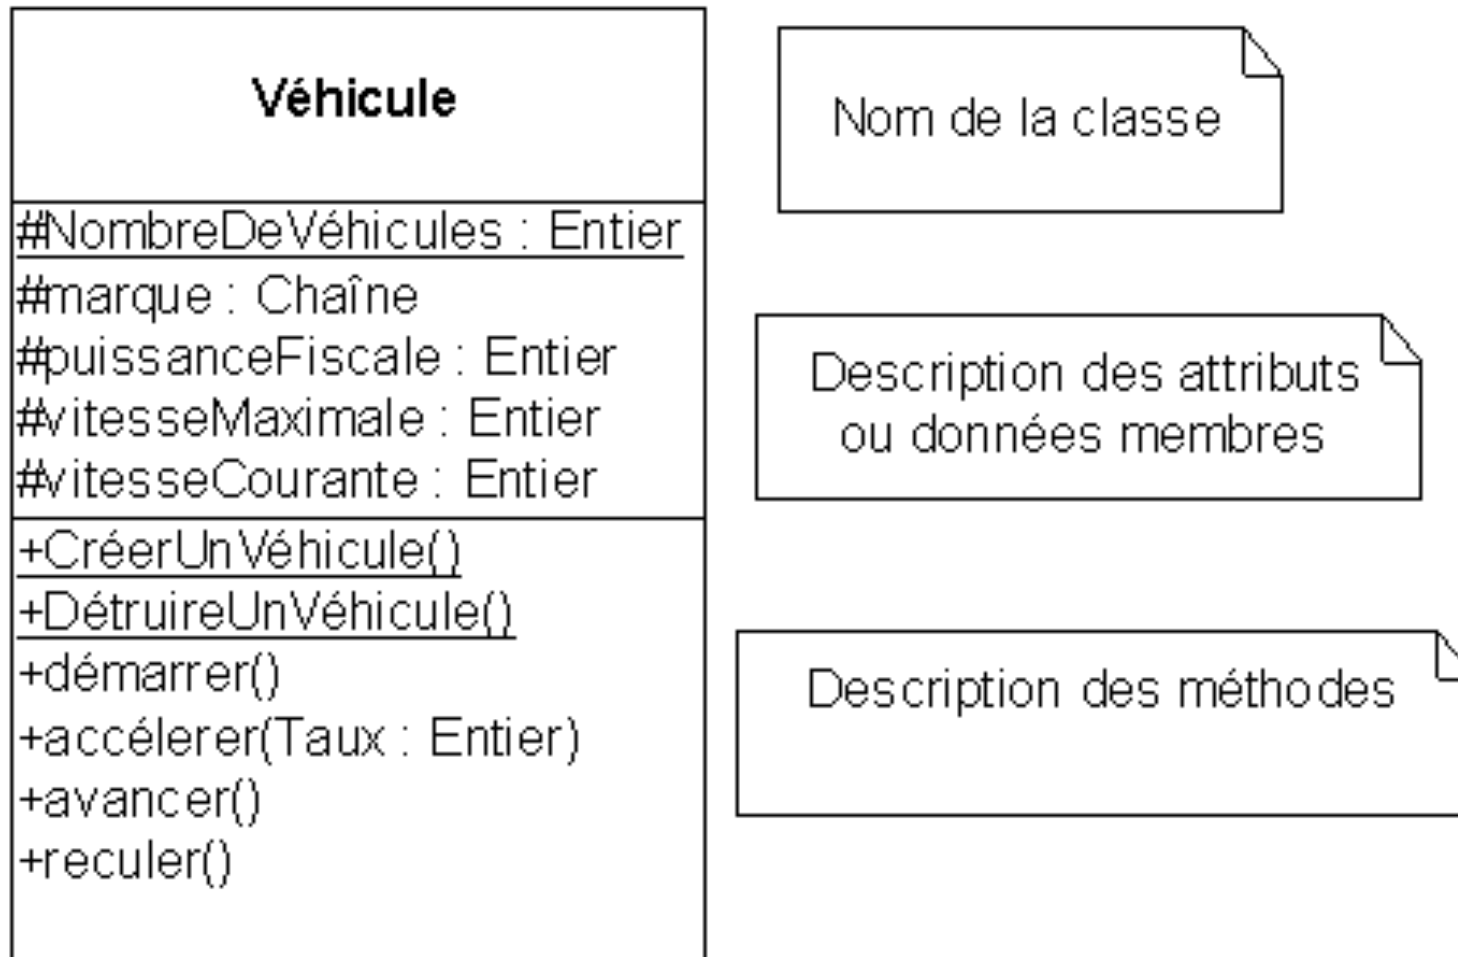 Véhicule
#NombreDeVéhicules : Entier
#marque : Chaîne
#puissanceFiscale : Entier
#vitesseMaximale : Entier
#vitesseCourante : Entier
+CréerUnVéhicule()
+DétruireUnVéhicule()
+démarrer()
+accélerer(Taux : Entier)
+avancer()
+reculer()
Nom de la classe
Description des attributs
ou données membres
Description des méthodes